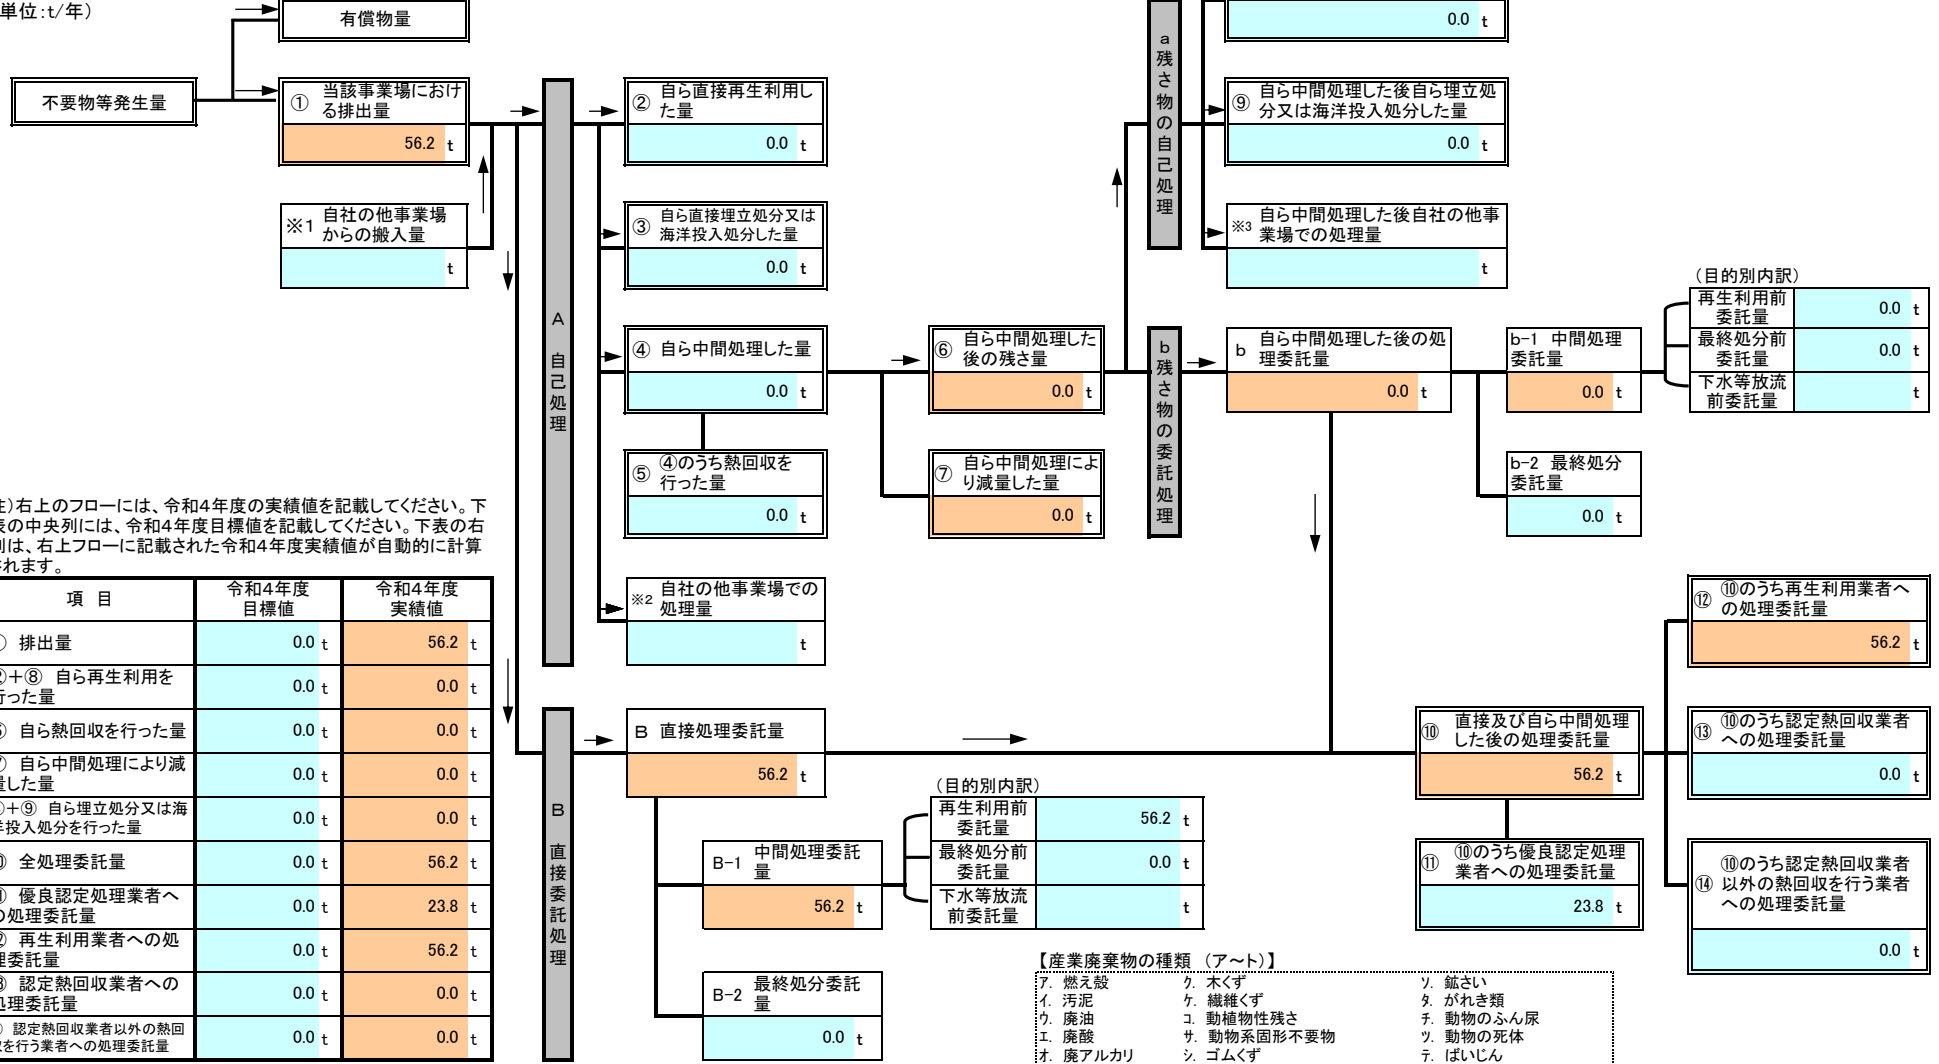 単位:t/年)
有償物量
不要物等発生量
① 当該事業場におけ
る排出量
56.2 t
※1 自社の他事業場
からの搬入量
t
A 自己処理
② 自ら直接再生利用し
た量
0.0 t
③ 自ら直接埋立処分又は
海洋投入処分した量
0.0 t
④ 自ら中間処理した量
0.0 t
⑤ ④のうち熱回収を
行った量
0.0 t
※2 自社の他事業場での
処理量
t
⑥ 自ら中間処理した
後の残さ量
0.0 t
⑦ 自ら中間処理によ
り減量した量
0.0 t
a残さ物の自己処理
0.0 t
⑨ 自ら中間処理した後自ら埋立処
分又は海洋投入処分した量
0.0 t
※3 自ら中間処理した後自社の他事
業場での処理量
t
b残さ物の委託処理
b 自ら中間処理した後の処
理委託量
0.0 t
b-1 中間処理
委託量
0.0 t
b-2 最終処分
委託量
0.0 t
(目的別内訳)
再生利用前
委託量 0.0 t
最終処分前
委託量 0.0 t
下水等放流
前委託量 t
)右上のフローには、令和4年度の実績値を記載してください。下
の中央列には、令和4年度目標値を記載してください。下表の右
は、右上フローに記載された令和4年度実績値が自動的に計算
れます。
項 目 令和4年度
目標値 令和4年度
実績値
排出量 0.0 t 56.2 t
+⑧ 自ら再生利用を
った量 0.0 t 0.0 t
自ら熱回収を行った量 0.0 t 0.0 t
自ら中間処理により減
した量 0.0 t 0.0 t
+⑨ 自ら埋立処分又は海
投入処分を行った量 0.0 t 0.0 t
全処理委託量 0.0 t 56.2 t
優良認定処理業者へ
処理委託量 0.0 t 23.8 t
再生利用業者への処
委託量 0.0 t 56.2 t
認定熱回収業者への
処理委託量 0.0 t 0.0 t
認定熱回収業者以外の熱回
を行う業者への処理委託量 0.0 t 0.0 t
B 直接委託処理
B 直接処理委託量
56.2 t
B-1 中間処理委託
量
56.2 t
B-2 最終処分委託
量
0.0 t
(目的別内訳)
再生利用前
委託量 56.2 t
最終処分前
委託量 0.0 t
下水等放流
前委託量 t
⑩ 直接及び自ら中間処理
した後の処理委託量
56.2 t
⑪ ⑩のうち優良認定処理
業者への処理委託量
23.8 t
⑫ ⑩のうち再生利用業者へ
の処理委託量
56.2 t
⑬ ⑩のうち認定熱回収業者
への処理委託量
0.0 t
⑭ ⑩のうち認定熱回収業者
以外の熱回収を行う業者
への処理委託量
0.0 t
【産業廃棄物の種類 (ア~ト)】
ア. 燃え殻 ク. 木くず ソ. 鉱さい
イ. 汚泥 ケ. 繊維くず タ. がれき類
ウ. 廃油 コ. 動植物性残さ チ. 動物のふん尿
エ. 廃酸 サ. 動物系固形不要物 ツ. 動物の死体
オ. 廃アルカリ シ. ゴムくず テ. ばいじん